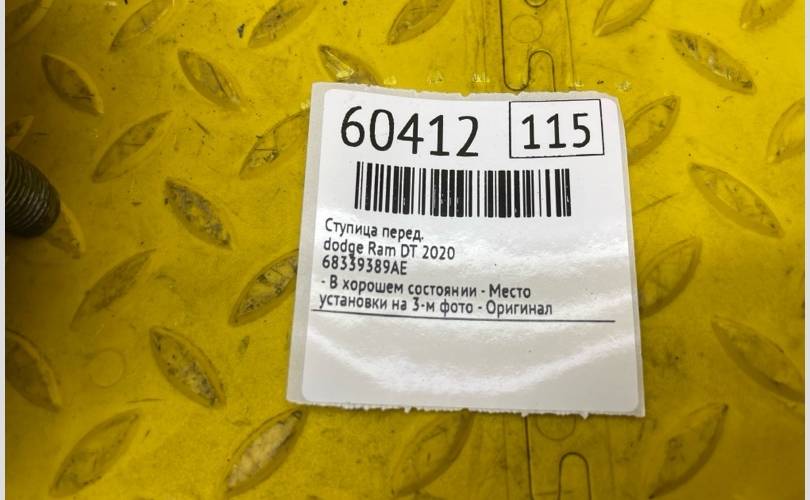 60412 115
Ступица перед,
dodge Ram DT 2020
68339389AE
- В хорошем состоянии - Место
установки на 3-м фото - Оригинал